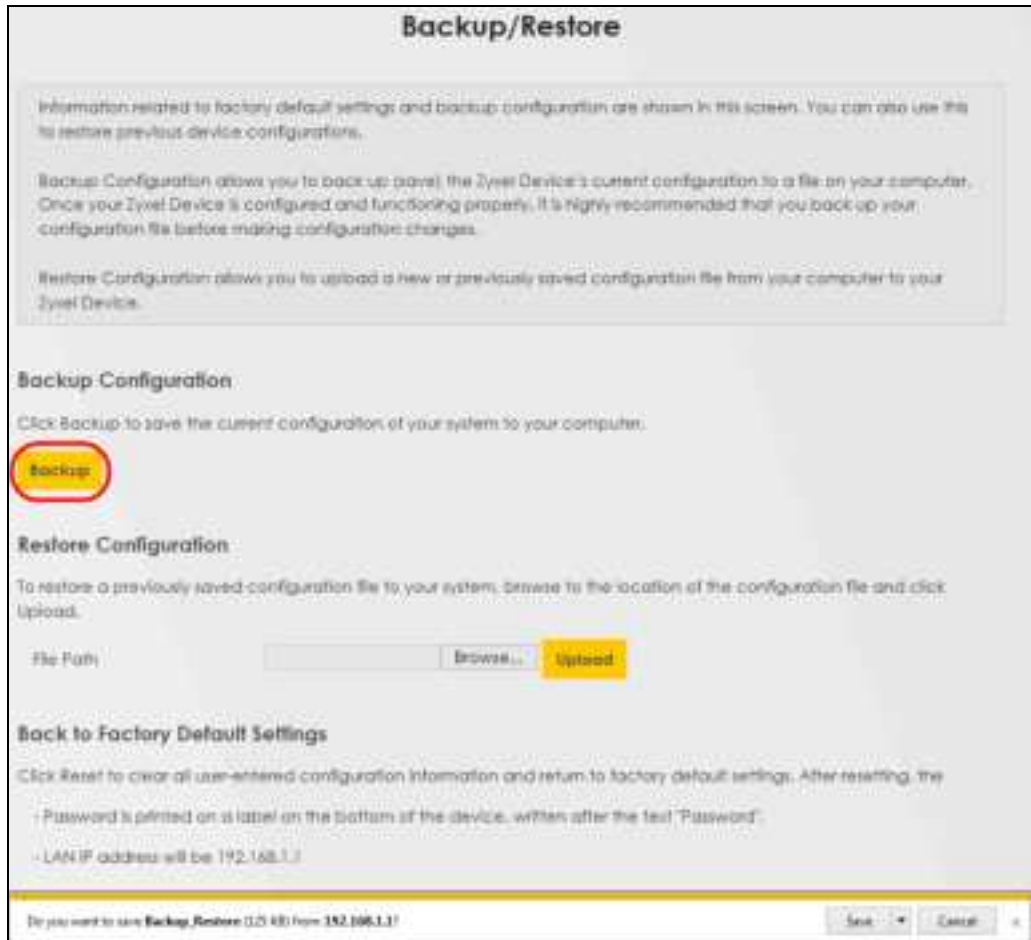 Backup/Restore
Information related to factory default settings and backup configuration are shown in this screen. You can also use this
to restore previous device configurations.
Backup Configuration allows you to back up (save) the Zyxel Device's current configuration to a file on your computer.
Once your Zyxel Device is configured and functioning properly, it is highly recommended that you back up your
configuration file before making configuration changes.
Restore Configuration allows you to upload a new or previously saved configuration file from your computer to your
Zyxel Device.
Backup Configuration
Click Backup to save the current configuration of your system to your computer.
Backup
Restore Configuration
To restore a previously saved configuration file to your system, browse to the location of the configuration file and click
Upload.
File Path Browse... Upload
Back to Factory Default Settings
Click Reset to clear all user-entered configuration information and return to factory default settings. After resetting, the
- Password is printed on a label on the bottom of the device, written after the text "Password".
- LAN IP address will be 192.168.1.1
Do you want to save Backup_Restore (125 KB) from 192.168.1.1? Save Cancel x